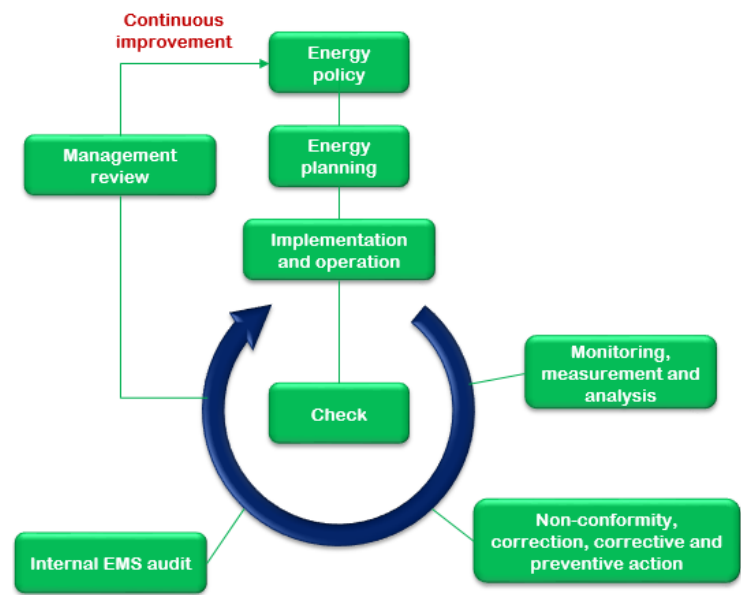 Continuous
improvement
Energy
policy
Management
review
Energy
planning
Implementation
and operation
Monitoring,
measurement and
analysis
Check
Non-conformity,
correction, corrective and
preventive action
Internal EMS audit